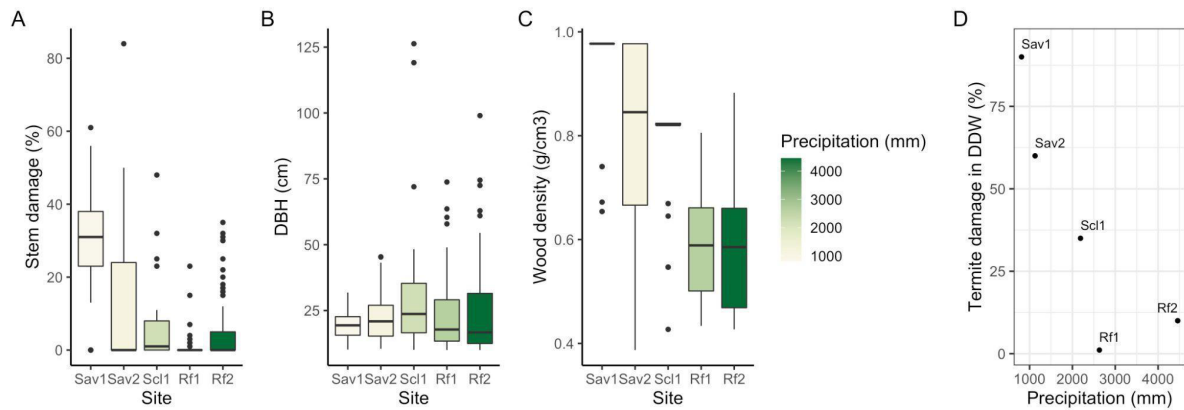 A
Stem damage (%)
80
60
40
20
0
Sav1 Sav2 Scl1 Rf1 Rf2
Site
B
DBH (cm)
125
100
75
50
25
Sav1 Sav2 Scl1 Rf1 Rf2
Site
C
Wood density (g/cm3)
1.0
0.8
0.6
0.4
Sav1 Sav2 Scl1 Rf1 Rf2
Site
Precipitation (mm)
4000
3000
2000
1000
D
Termite damage in DDW (%)
75
50
25
0
Sav1
Sav2
Scl1
Rf2
Rf1
1000 2000 3000 4000
Precipitation (mm)